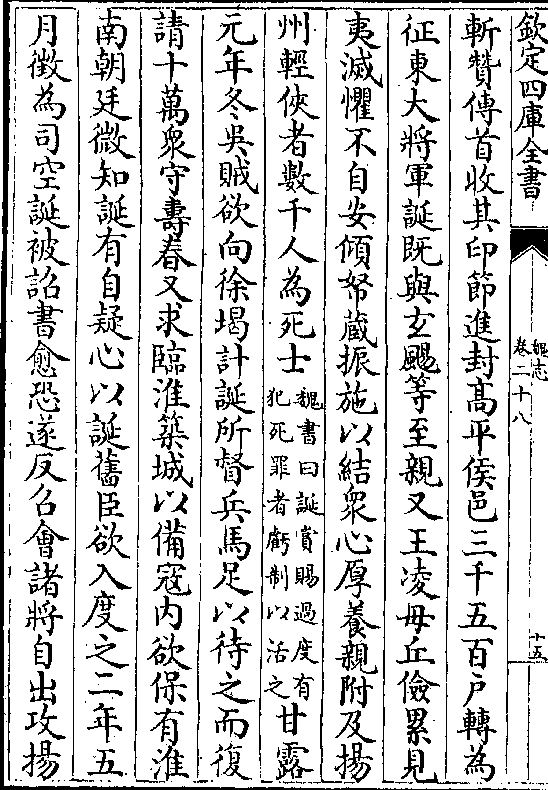 欽定四庫全書
魏志
卷二十八
十五
斬贊傳首收其印節進封髙平侯邑三千五百户轉為
征東大將軍誕既與玄颺等至親又王凌毋丘儉累見
夷滅懼不自安傾帑蔵振施以結衆心厚養親附及揚
州輕俠者數千人為死士
魏書曰誕賞賜過度有
犯死罪者虧制以活之
甘露
元年冬吳賊欲向徐堨計誕所督兵馬足以待之而復
請十萬衆守壽春又求臨淮築城以備寇内欲保有淮
南朝廷微知誕有自疑心以誕舊臣欲入度之二年五
月徵為司空誕被詔書愈恐遂反召會諸將自出攻揚